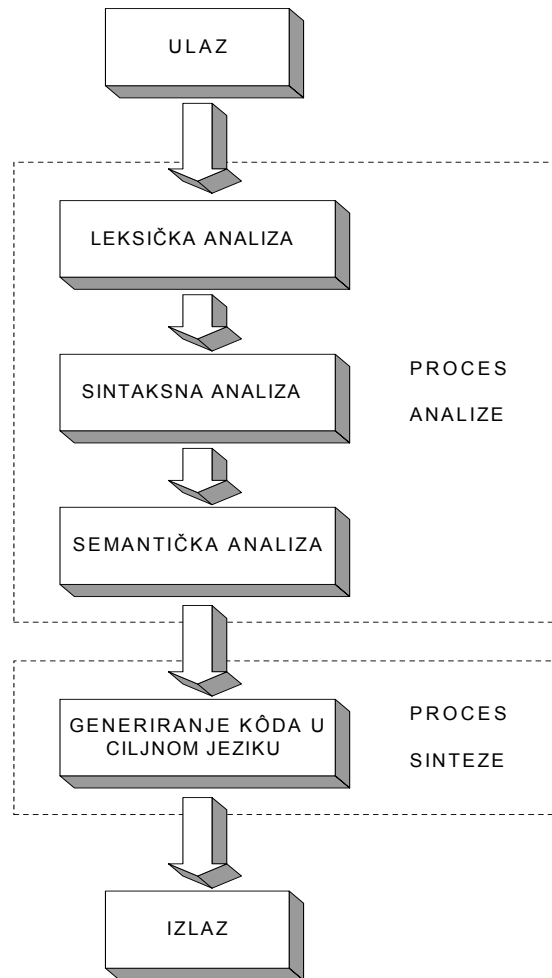 ULAZ
LEKSIČKA ANALIZA
SINTAKSNA ANALIZA
PROCES
ANALIZE
SEMANTIČKA ANALIZA
GENERIRANJE KÔDA U
CILJNOM JEZIKU
PROCES
SINTEZE
IZLAZ